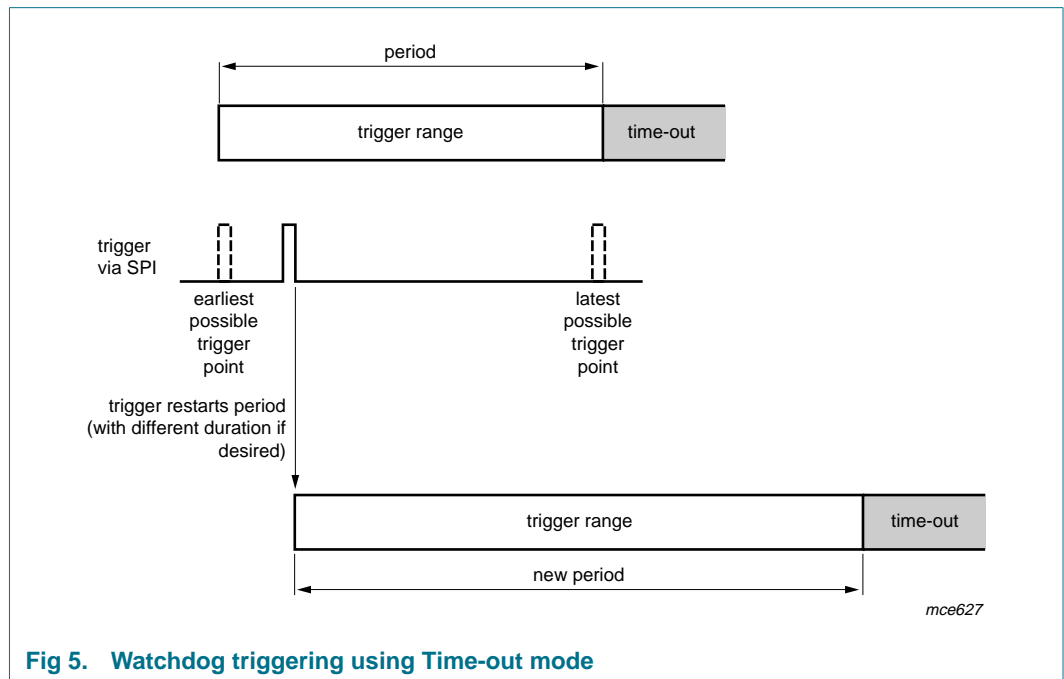 period
trigger range
time-out
trigger
via SPI
earliest
possible
trigger
point
latest
possible
trigger
point
trigger restarts period
(with different duration if
desired)
trigger range
time-out
new period
mce627
Fig 5. Watchdog triggering using Time-out mode